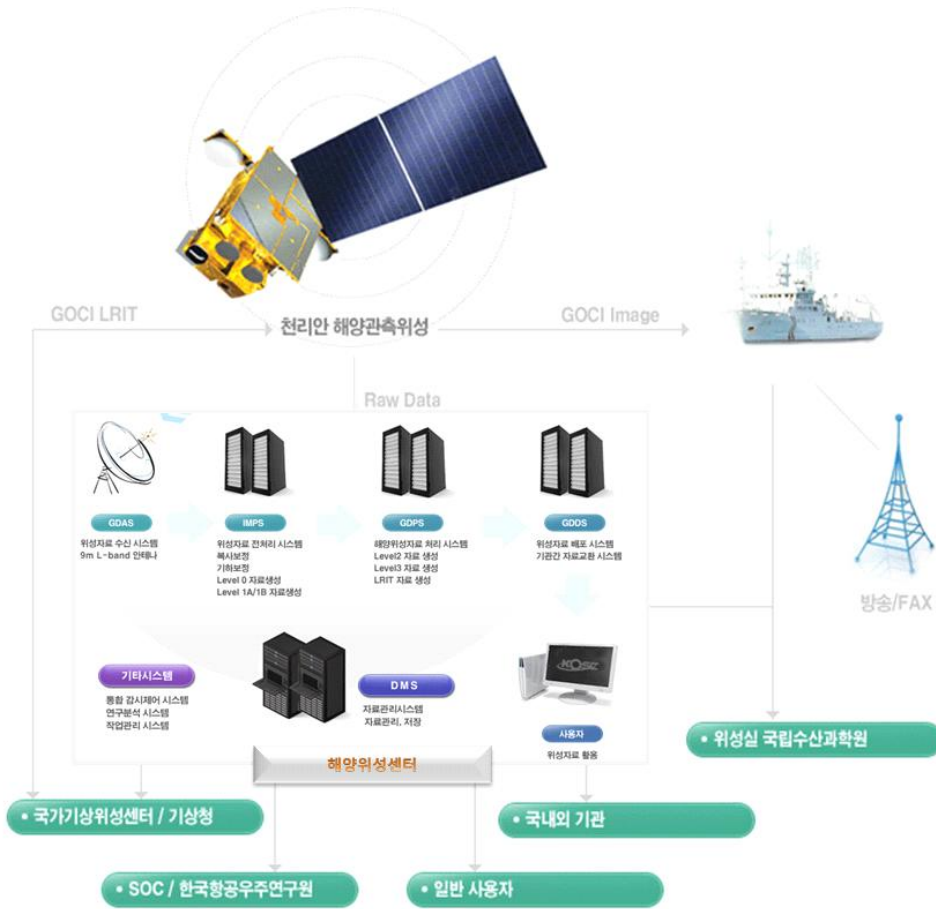 GOCI LRIT
천리안 해양관측위성
GOCI Image
Raw Data
GDAS
위성자료 수신 시스템
9m L-band 안테나
IMPS
위성자료 전처리 시스템
복사보정
기하보정
Level 0 자료생성
Level 1A/1B 자료생성
GDPS
해양위성자료 처리 시스템
Level2 자료 생성
Level3 자료 생성
LRIT 자료 생성
GDDS
위성자료 배포 시스템
기관간 자료교환 시스템
방송/FAX
기타시스템
통합 감시제어 시스템
연구분석 시스템
작업관리 시스템
DMS
자료관리시스템
자료관리, 저장
KOSC
사용자
위성자료 활용
해양위성센터
• 위성실 국립수산과학원
• 국가기상위성센터 / 기상청
• 국내외 기관
• SOC / 한국항공우주연구원
• 일반 사용자